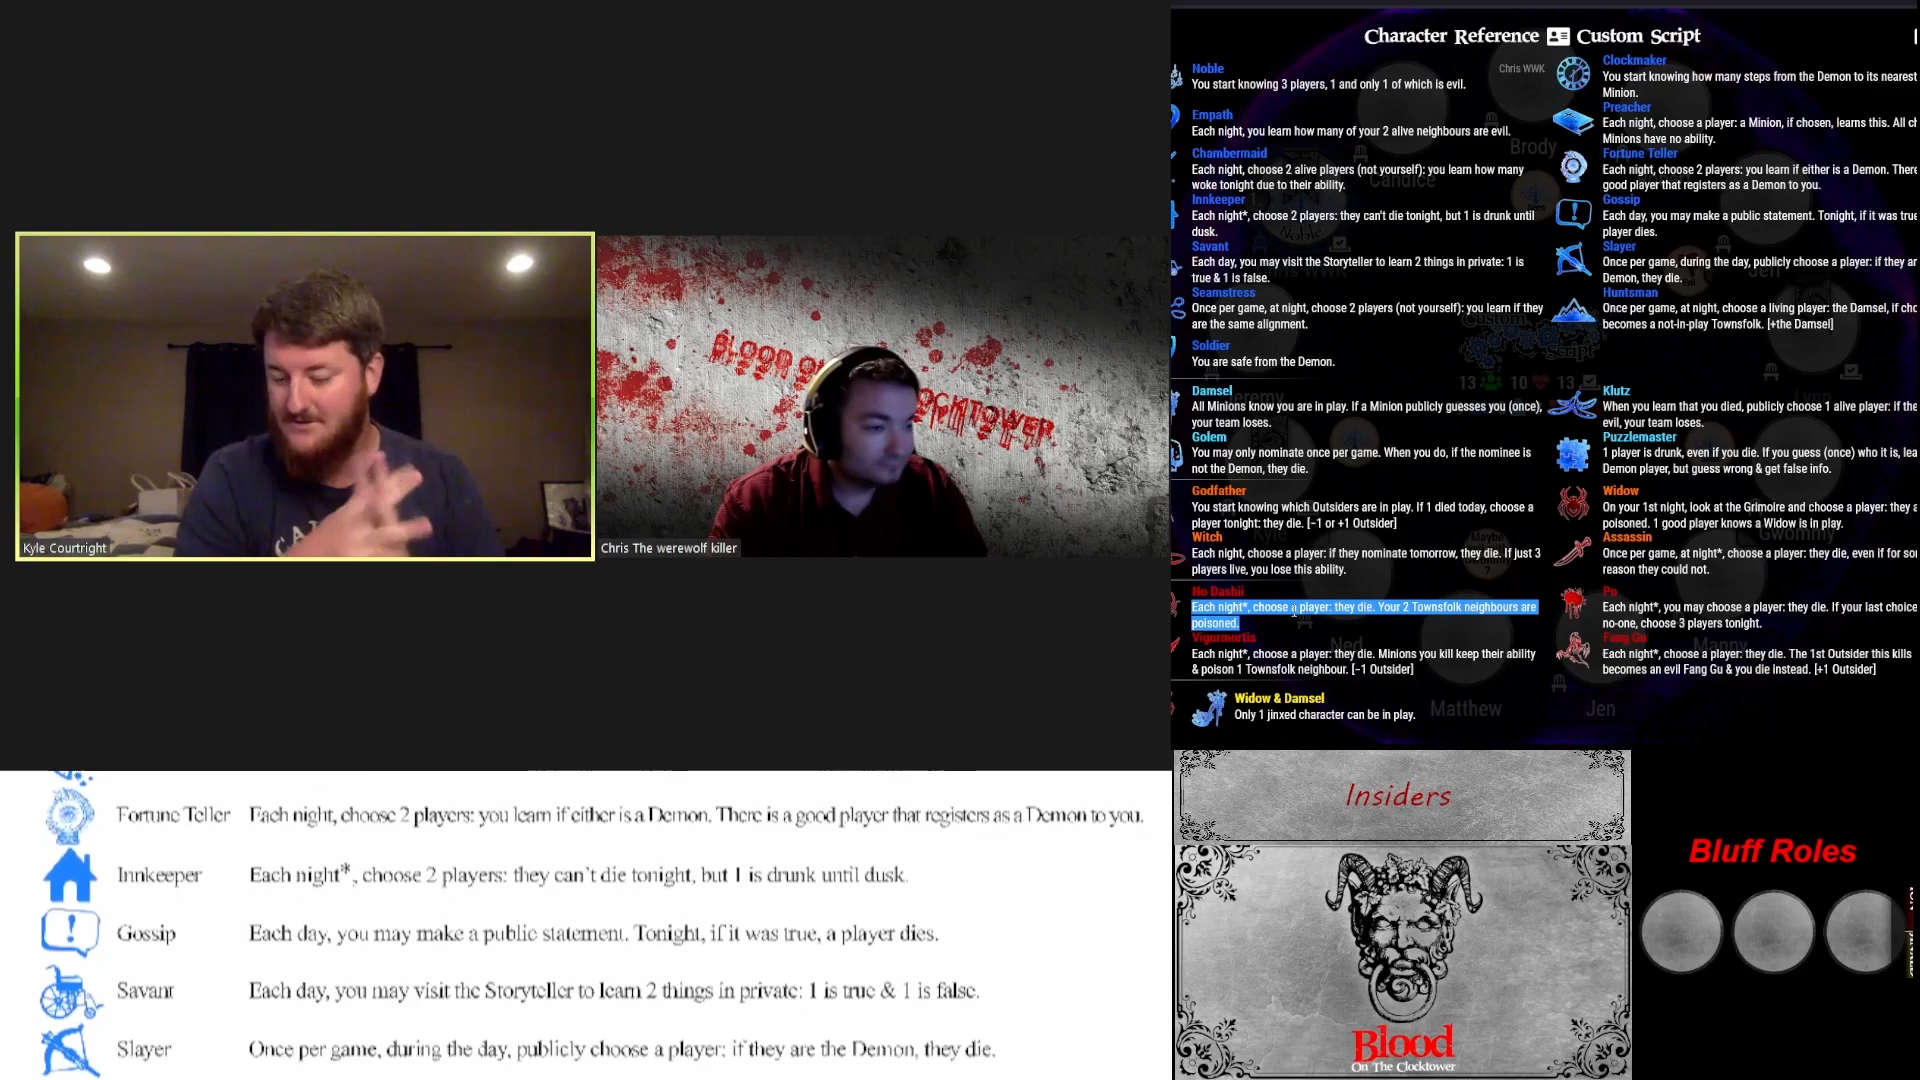 Character Reference Custom Script
Noble
You start knowing 3 players, 1 and only 1 of which is evil.
Chris WWK
Empath
Each night, you learn how many of your 2 alive neighbours are evil.
Chambermaid
Each night, choose 2 alive players (not yourself): you learn how many
woke tonight due to their ability.
Innkeeper
Each night*, choose 2 players: they can't die tonight, but 1 is drunk until
dusk.
Savant
Each day, you may visit the Storyteller to learn 2 things in private: 1 is
true & 1 is false.
Seamstress
Once per game, at night, choose 2 players (not yourself): you learn if they
are the same alignment.
Soldier
You are safe from the Demon.
Damsel
All Minions know you are in play. If a Minion publicly guesses you (once),
your team loses.
Golem
You may only nominate once per game. When you do, if the nominee is
not the Demon, they die.
Godfather
You start knowing which Outsiders are in play. If 1 died today, choose a
player tonight: they die. [−1 or +1 Outsider]
Witch
Each night, choose a player: if they nominate tomorrow, they die. If just 3
players live, you lose this ability.
No Dashii
Each night*, choose a player: they die. Your 2 Townsfolk neighbours are
poisoned.
Vigormortis
Each night*, choose a player: they die. Minions you kill keep their ability
& poison 1 Townsfolk neighbour. [−1 Outsider]
Widow & Damsel
Only 1 jinxed character can be in play.
Clockmaker
You start knowing how many steps from the Demon to its nearest
Minion.
Preacher
Each night, choose a player: a Minion, if chosen, learns this. All ch
Minions have no ability.
Fortune Teller
Each night, choose 2 players: you learn if either is a Demon. There
good player that registers as a Demon to you.
Gossip
Each day, you may make a public statement. Tonight, if it was true
player dies.
Slayer
Once per game, during the day, publicly choose a player: if they ar
Demon, they die.
Huntsman
Once per game, at night, choose a living player: the Damsel, if cho
becomes a not-in-play Townsfolk. [+the Damsel]
Klutz
When you learn that you died, publicly choose 1 alive player: if the
evil, your team loses.
Puzzlemaster
1 player is drunk, even if you die. If you guess (once) who it is, lea
Demon player, but guess wrong & get false info.
Widow
On your 1st night, look at the Grimoire and choose a player: they a
poisoned. 1 good player knows a Widow is in play.
Assassin
Once per game, at night*, choose a player: they die, even if for so
reason they could not.
Po
Each night*, you may choose a player: they die. If your last choice
no-one, choose 3 players tonight.
Fang Gu
Each night*, choose a player: they die. The 1st Outsider this kills
becomes an evil Fang Gu & you die instead. [+1 Outsider]
Brody
Candice
13 10 13
Kyle
Gwommy
Ned
Manny
Matthew
Jen
BLOOD O
OCKTOWER
Kyle Courtright
Chris The werewolf killer
Fortune Teller Each night, choose 2 players: you learn if either is a Demon. There is a good player that registers as a Demon to you.
Innkeeper Each night*, choose 2 players: they can't die tonight, but 1 is drunk until dusk.
Gossip Each day, you may make a public statement. Tonight, if it was true, a player dies.
Savant Each day, you may visit the Storyteller to learn 2 things in private: 1 is true & 1 is false.
Slayer Once per game, during the day, publicly choose a player: if they are the Demon, they die.
Insiders
Blood
On The Clocktower
Bluff Roles